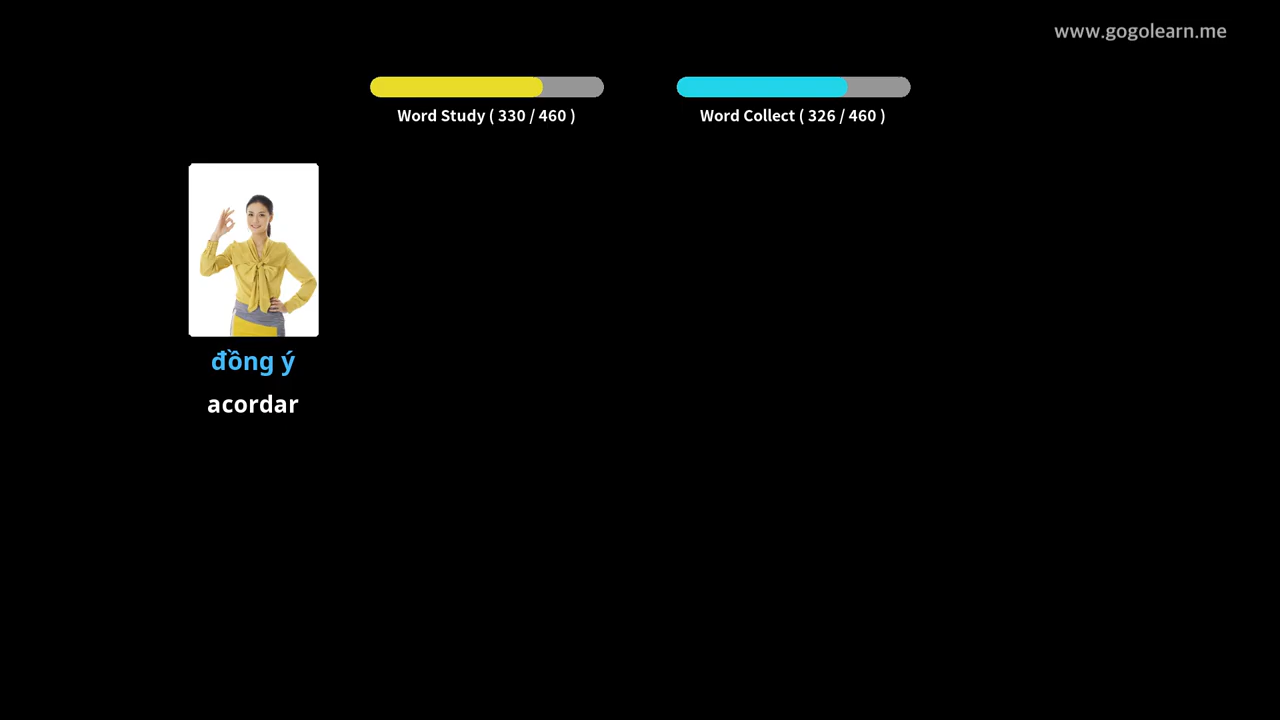 www.gogolearn.me
Word Study ( 330 / 460 )
Word Collect ( 326 / 460 )
đồng ý
acordar